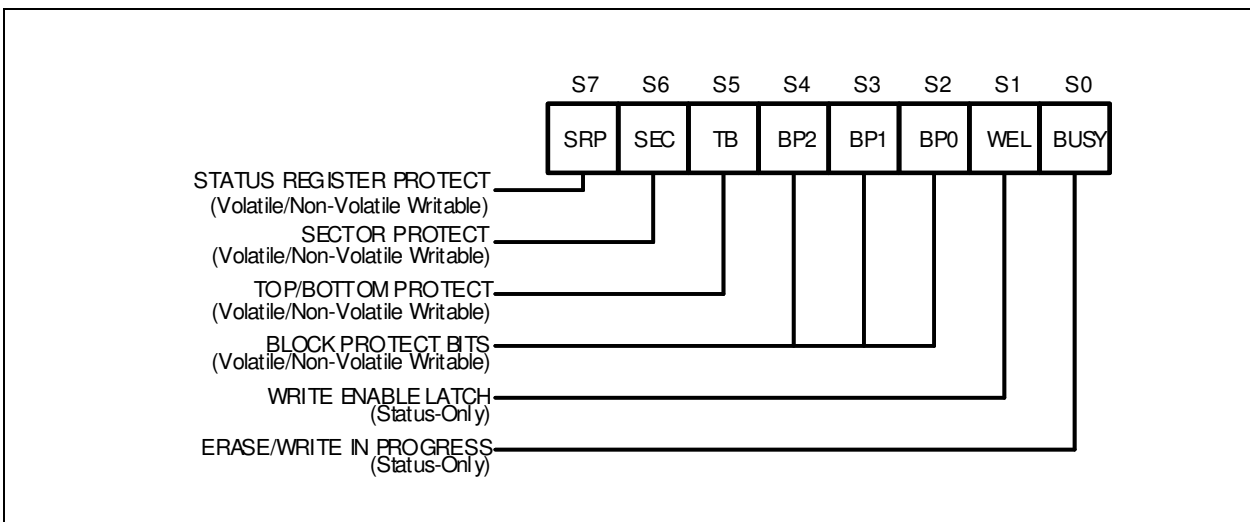 S7 S6 S5 S4 S3 S2 S1 S0
SRP SEC TB BP2 BP1 BP0 WEL BUSY
STATUS REGISTER PROTECT
(Volatile/Non-Volatile Writable)
SECTOR PROTECT
(Volatile/Non-Volatile Writable)
TOP/BOTTOM PROTECT
(Volatile/Non-Volatile Writable)
BLOCK PROTECT BITS
(Volatile/Non-Volatile Writable)
WRITE ENABLE LATCH
(Status-Only)
ERASE/WRITE IN PROGRESS
(Status-Only)